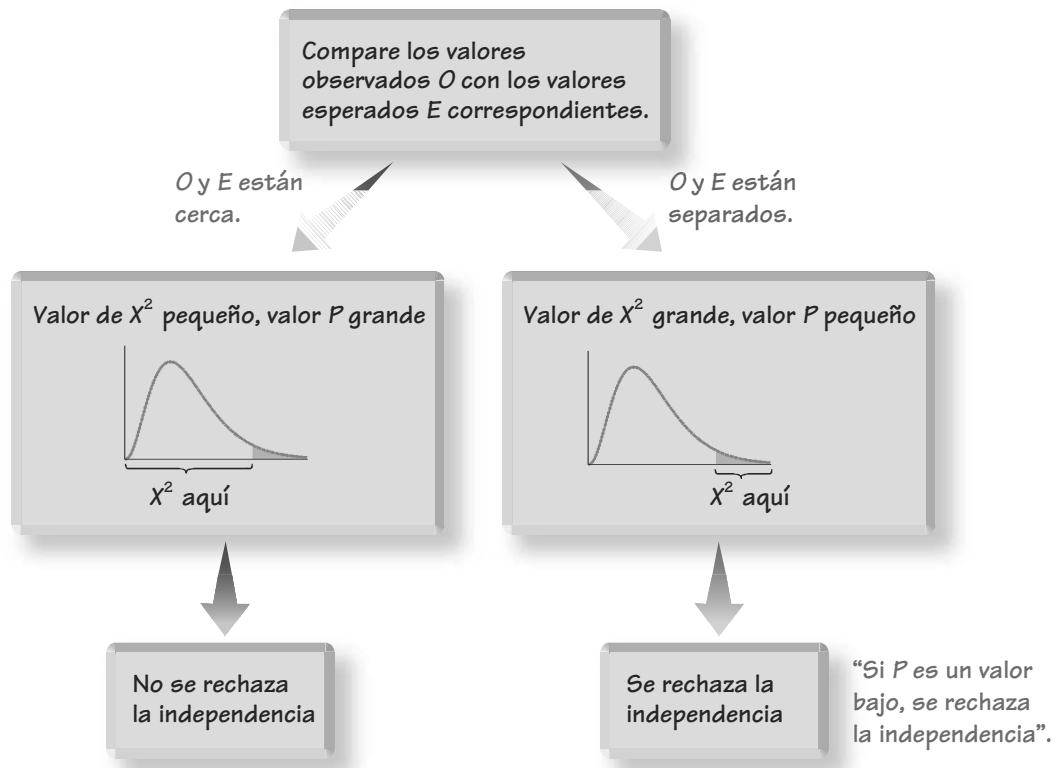 Compare los valores
observados O con los valores
esperados E correspondientes.
O y E están
cerca.
O y E están
separados.
Valor de X² pequeño, valor P grande
X² aquí
Valor de X² grande, valor P pequeño
X² aquí
No se rechaza
la independencia
Se rechaza la
independencia
“Si P es un valor
bajo, se rechaza
la independencia”.